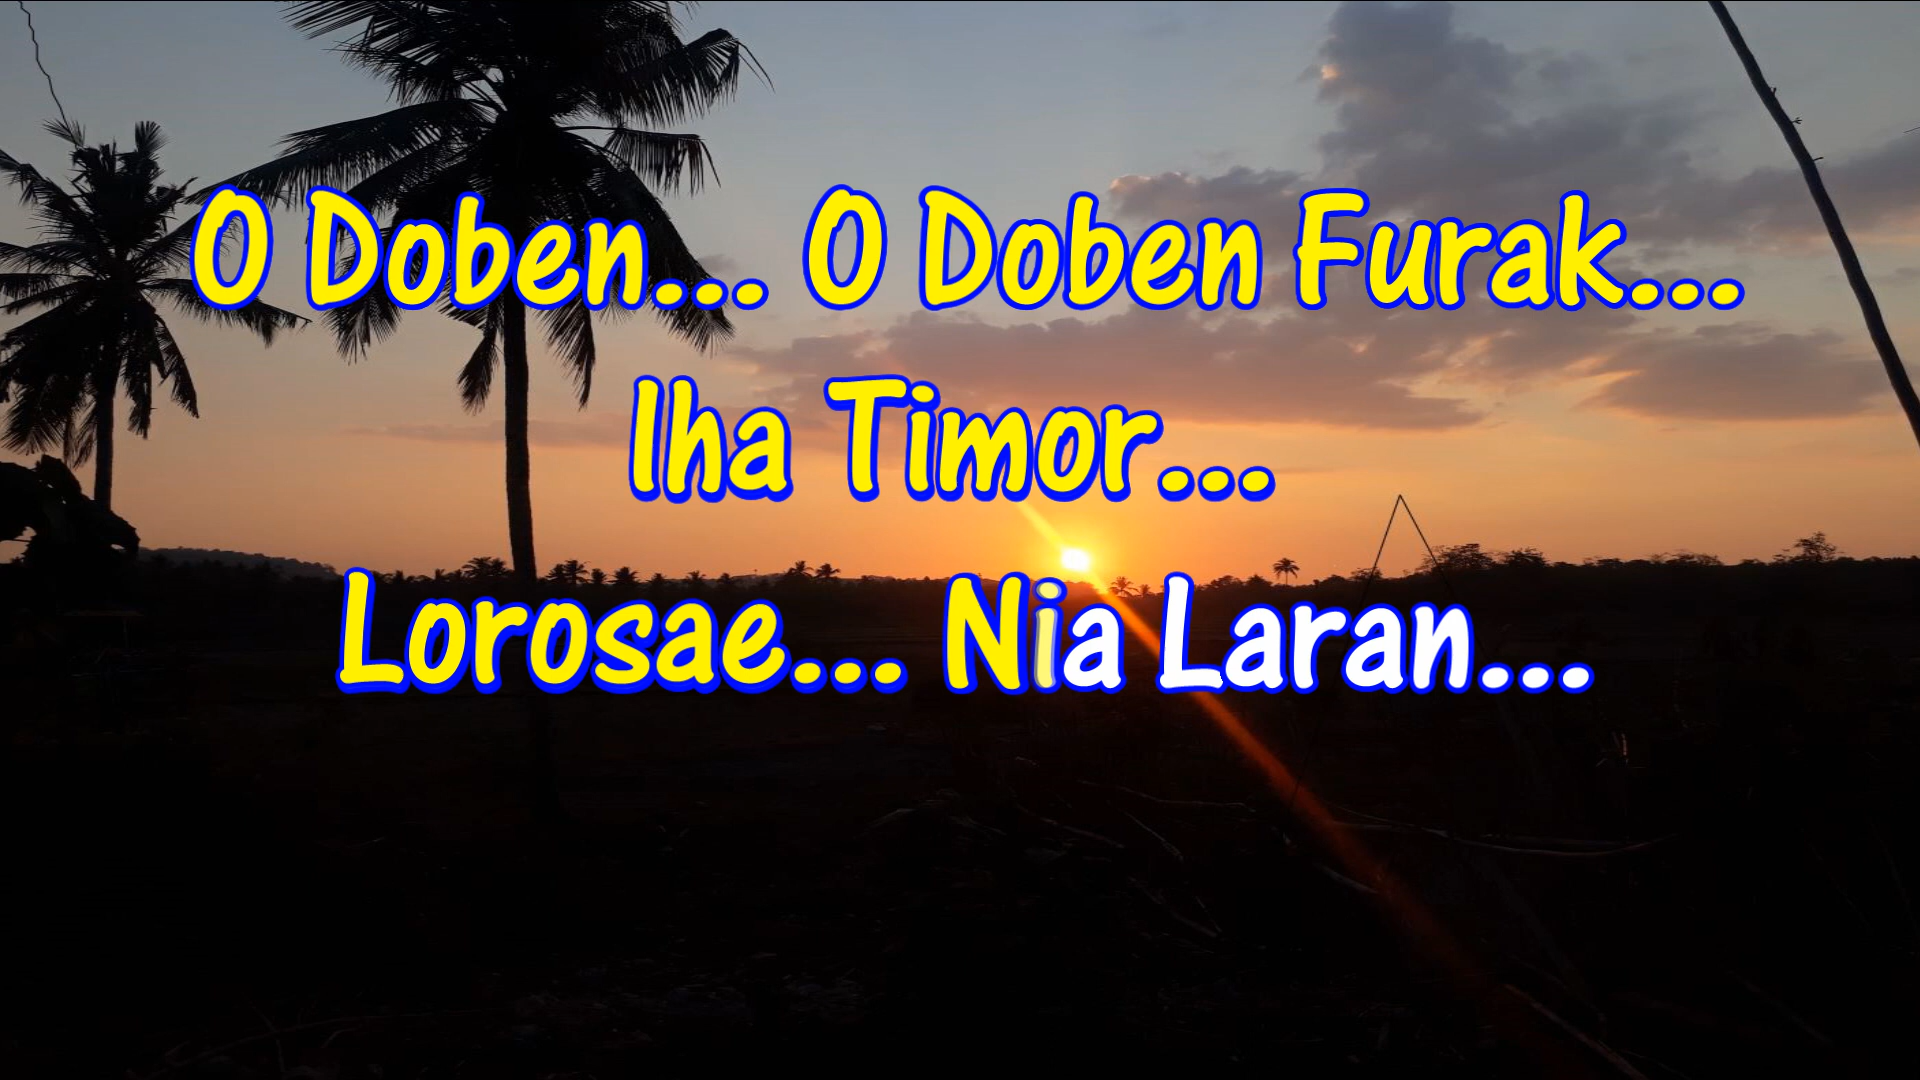 O Doben... O Doben Furak...
Iha Timor...
Lorosae... Nia Laran...